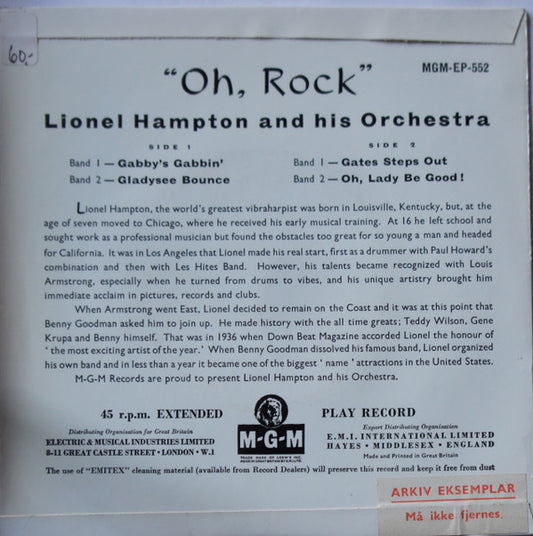 60,-
"Oh, Rock"
MGM-EP-552
Lionel Hampton and his Orchestra
SIDE 1
SIDE 2
Band 1 — Gabby's Gabbin'
Band 1 — Gates Steps Out
Band 2 — Gladysee Bounce
Band 2 — Oh, Lady Be Good!
Lionel Hampton, the world's greatest vibraharpist was born in Louisville, Kentucky, but, at the
age of seven moved to Chicago, where he received his early musical training. At 16 he left school and
sought work as a professional musician but found the obstacles too great for so young a man and headed
for California. It was in Los Angeles that Lionel made his real start, first as a drummer with Paul Howard's
combination and then with Les Hites Band. However, his talents became recognized with Louis
Armstrong, especially when he turned from drums to vibes, and his unique artistry brought him
immediate acclaim in pictures, records and clubs.
When Armstrong went East, Lionel decided to remain on the Coast and it was at this point that
Benny Goodman asked him to join up. He made history with the all time greats; Teddy Wilson, Gene
Krupa and Benny himself. That was in 1936 when Down Beat Magazine accorded Lionel the honour of
'the most exciting artist of the year.' When Benny Goodman dissolved his famous band, Lionel organized
his own band and in less than a year it became one of the biggest 'name' attractions in the United States.
M-G-M Records are proud to present Lionel Hampton and his Orchestra.
45 r.p.m. EXTENDED
PLAY RECORD
Distributing Organisation for Great Britain
ELECTRIC & MUSICAL INDUSTRIES LIMITED
8-11 GREAT CASTLE STREET · LONDON · W.1
M-G-M
TRADE MARK OF LOEW'S INC.
Export Distributing Organisation
E.M.I. INTERNATIONAL LIMITED
HAYES · MIDDLESEX · ENGLAND
Made and Printed in Great Britain
The use of "EMITEX" cleaning material (available from Record Dealers) will preserve this record and keep it free from dust
ARKIV EKSEMPLAR
Må ikke fjernes.